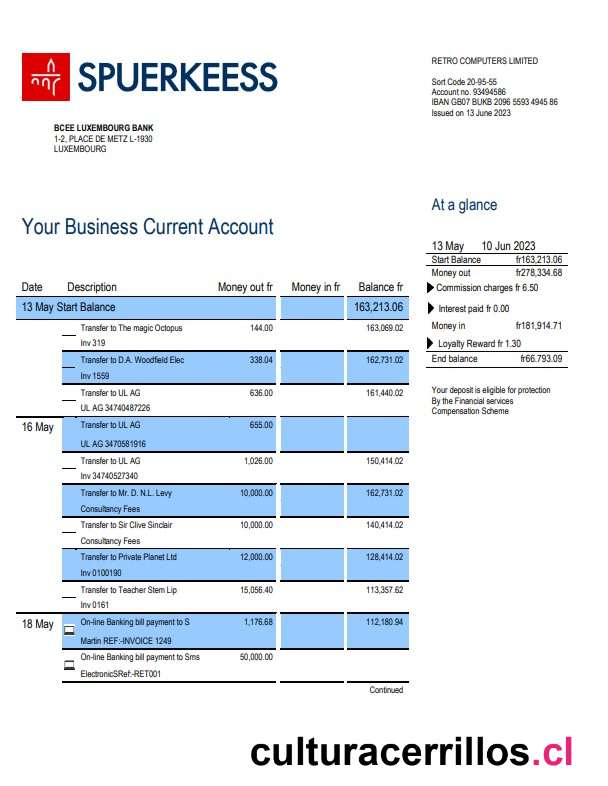 SPUERKEESS
BCEE LUXEMBOURG BANK
1-2, PLACE DE METZ L-1930
LUXEMBOURG
RETRO COMPUTERS LIMITED
Sort Code 20-95-55
Account no. 93494586
IBAN GB07 BUKB 2096 5593 4945 86
Issued on 13 June 2023
Your Business Current Account
At a glance
13 May 10 Jun 2023
Start Balance fr163,213.06
Money out fr278,334.68
Commission charges fr 6.50
Interest paid fr 0.00
Money in fr181,914.71
Loyalty Reward fr 1.30
End balance fr66.793.09
Your deposit is eligible for protection
By the Financial services
Compensation Scheme
Date Description Money out fr Money in fr Balance fr
13 May Start Balance 163,213.06
Transfer to The magic Octopus 144.00 163,069.02
Inv 319
Transfer to D.A. Woodfield Elec 338.04 162,731.02
Inv 1559
Transfer to UL AG 636.00 161,440.02
UL AG 34740487226
16 May Transfer to UL AG 655.00
UL AG 3470581916
Transfer to UL AG 1,026.00 150,414.02
Inv 34740527340
Transfer to Mr. D. N.L. Levy 10,000.00 162,731.02
Consultancy Fees
Transfer to Sir Clive Sinclair 10,000.00 140,414.02
Consultancy Fees
Transfer to Private Planet Ltd 12,000.00 128,414.02
Inv 0100190
Transfer to Teacher Stem Lip 15,056.40 113,357.62
Inv 0161
18 May On-line Banking bill payment to S 1,176.68 112,180.94
Martin REF:-INVOICE 1249
On-line Banking bill payment to Sms 50,000.00
ElectronicSRef:-RET001
Continued
culturacerrillos.cl